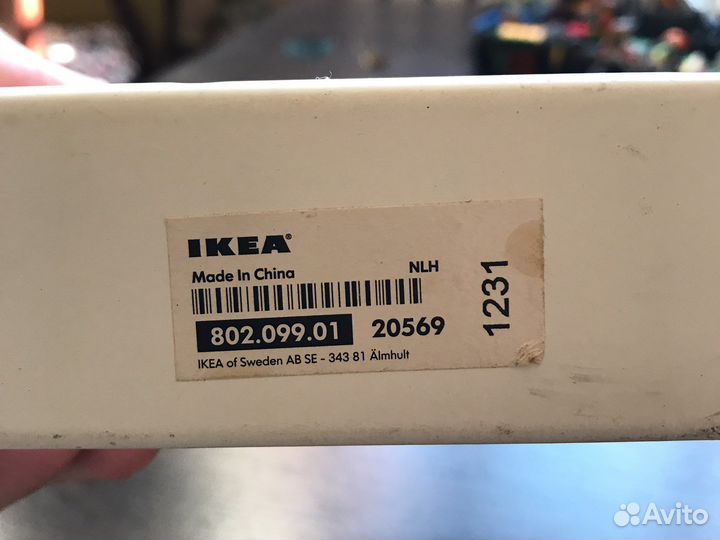 IKEA®
Made In China NLH
802.099.01 20569
IKEA of Sweden AB SE - 343 81 Älmhult
1231
Avito